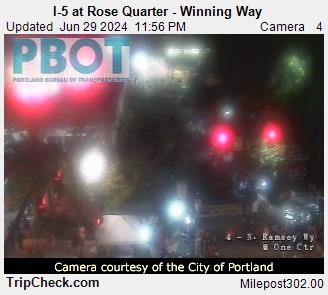 I-5 at Rose Quarter - Winning Way
Updated Jun 29 2024 11:56 PM Camera 4
PBOT
PORTLAND BUREAU OF TRANSPORTATION
4 - N. Ramsey Wy
@ One Ctr
Camera courtesy of the City of Portland
TripCheck.com Milepost302.00